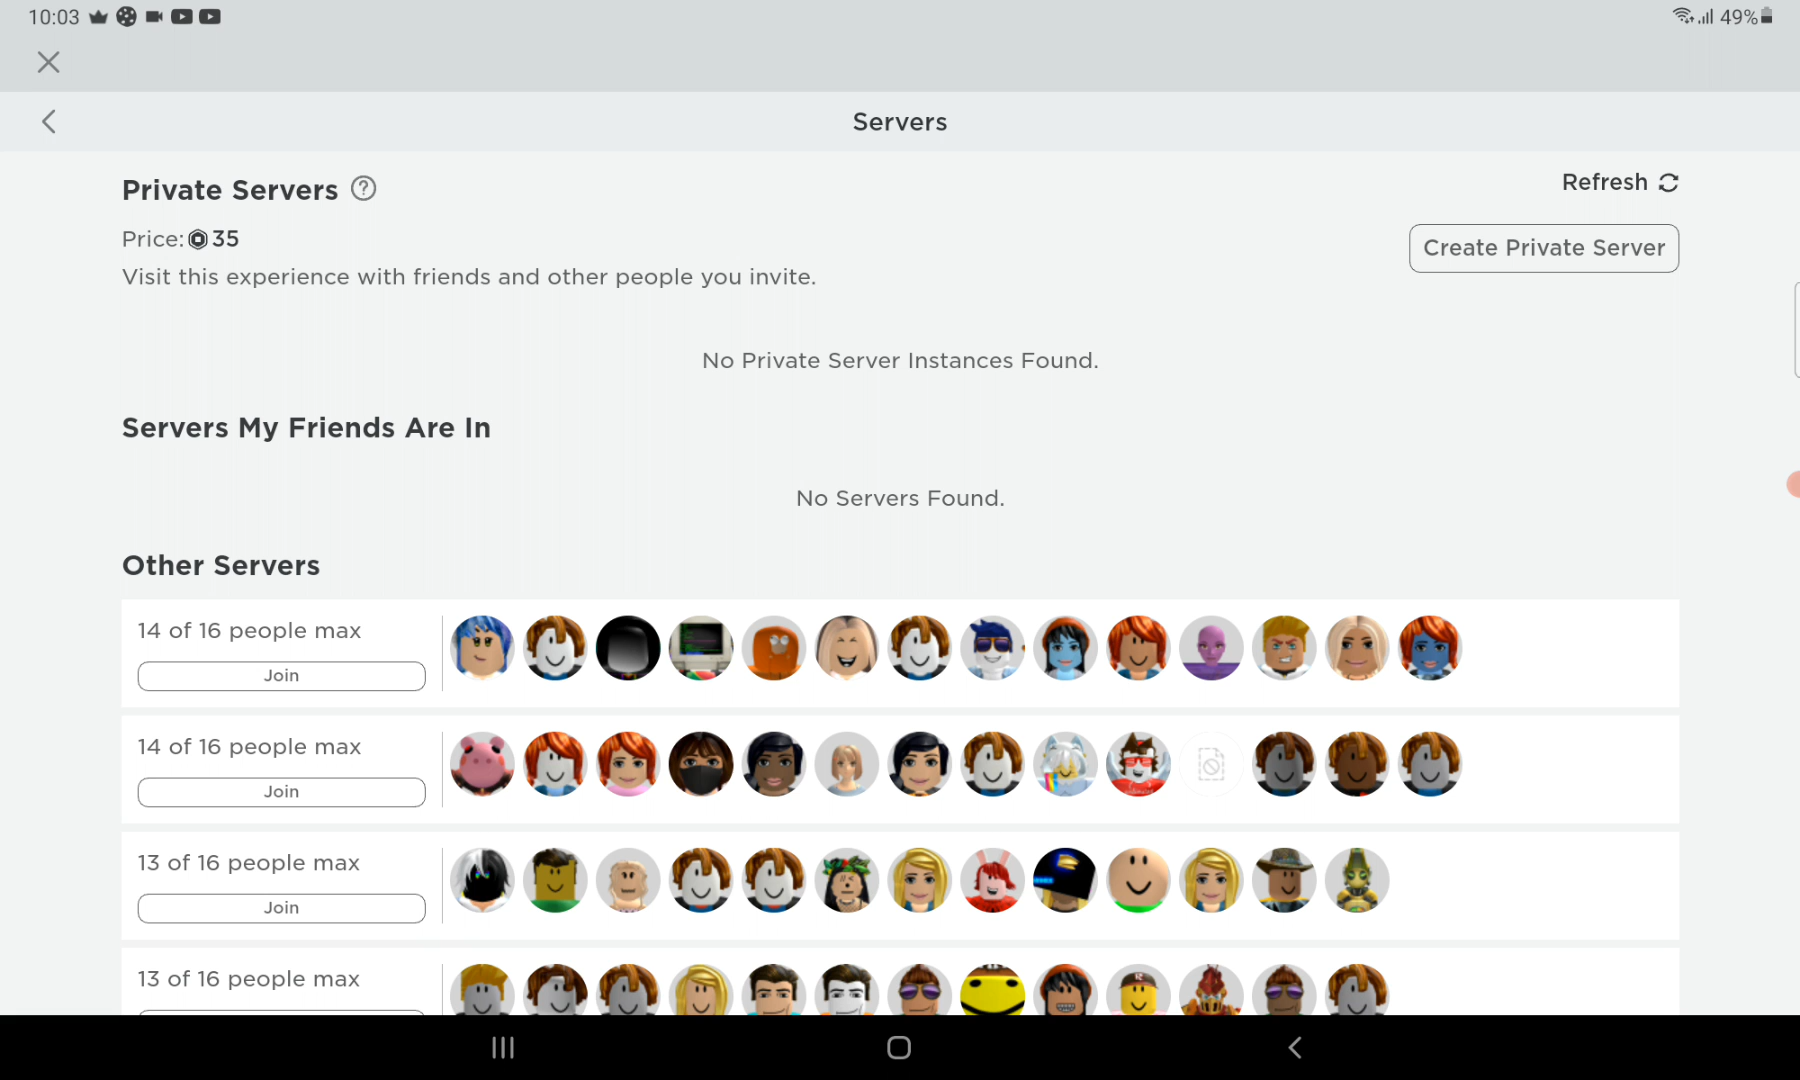 10:03
49%
Servers
Private Servers
Refresh
Price: 35
Create Private Server
Visit this experience with friends and other people you invite.
No Private Server Instances Found.
Servers My Friends Are In
No Servers Found.
Other Servers
14 of 16 people max
Join
14 of 16 people max
Join
13 of 16 people max
Join
13 of 16 people max